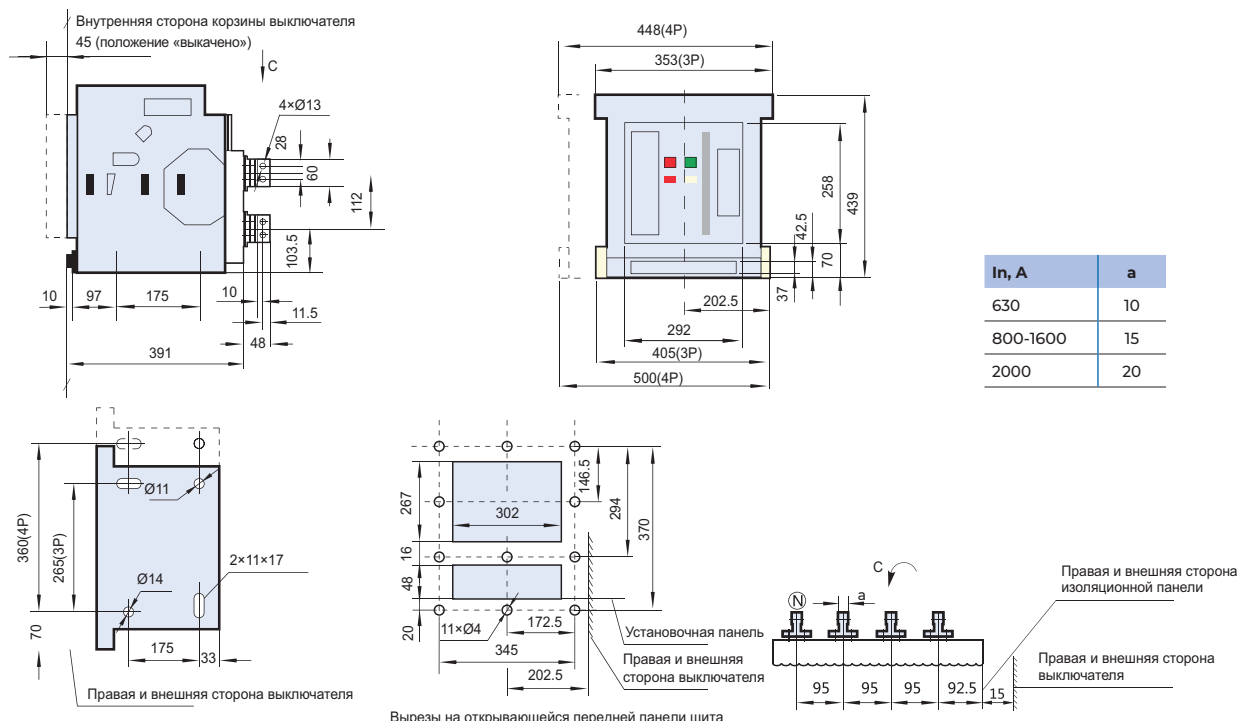 Внутренняя сторона корзины выключателя
45 (положение «выкачено»)
C
4×Ø13
28
60
112
103.5
10
97
175
10
11.5
48
391
448(4P)
353(3P)
258
439
42.5
70
37
202.5
292
405(3P)
500(4P)
In, A a
630 10
800-1600 15
2000 20
360(4P)
265(3P)
70
Ø11
2×11×17
Ø14
175
33
Правая и внешняя сторона выключателя
267
302
16
48
20
146.5
294
370
11×Ø4
172.5
345
202.5
Установочная панель
Правая и внешняя
сторона выключателя
Вырезы на открывающейся передней панели щита
C
N
a
Правая и внешняя сторона
изоляционной панели
Правая и внешняя сторона
выключателя
95
95
95
92.5
15